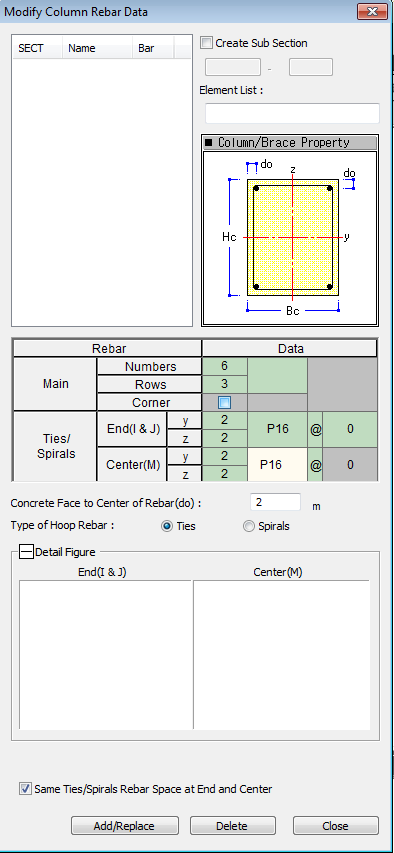 Modify Column Rebar Data
SECT Name Bar
Create Sub Section
-
Element List :
Column/Brace Property
do
z
do
Hc
y
Bc
Rebar Data
Main Numbers 6
Rows 3
Corner
Ties/
Spirals
End(I & J) y 2 P16 @ 0
z 2
Center(M) y 2 P16 @ 0
z 2
Concrete Face to Center of Rebar(do) : 2 m
Type of Hoop Rebar : Ties Spirals
Detail Figure
End(I & J) Center(M)
Same Ties/Spirals Rebar Space at End and Center
Add/Replace Delete Close